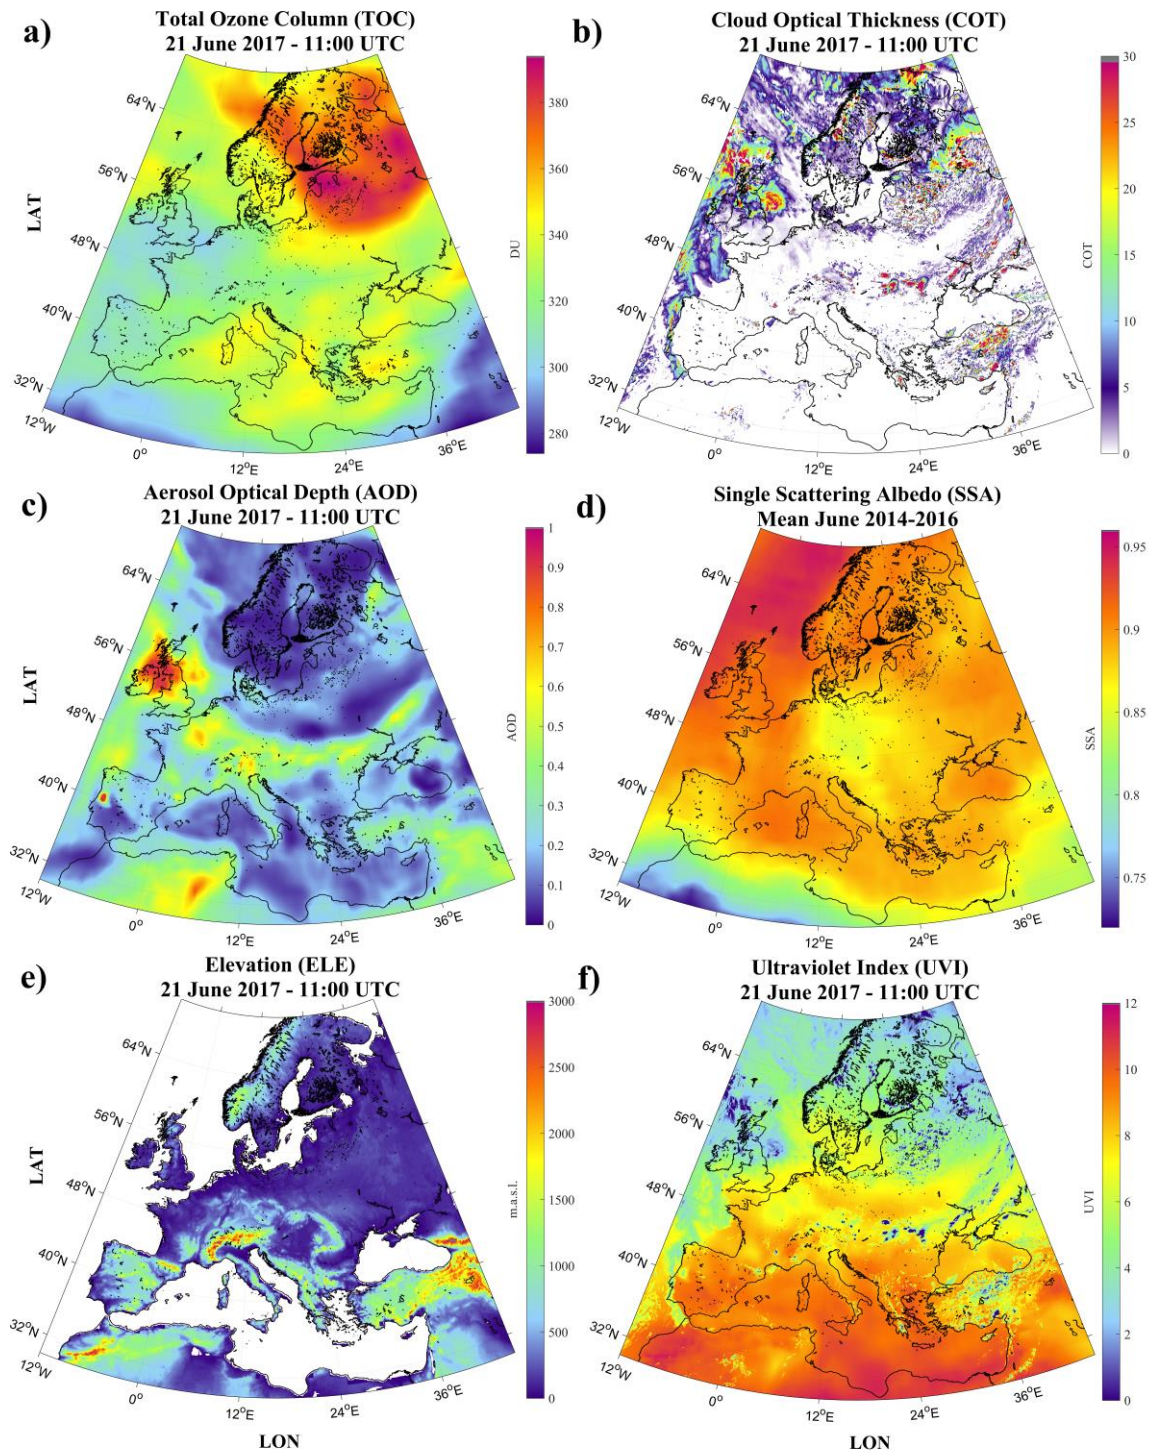 a)
Total Ozone Column (TOC)
21 June 2017 - 11:00 UTC
64°N
56°N
48°N
40°N
32°N
12°W
0°
12°E
24°E
36°E
LAT
380
360
340
320
300
280
DU
b)
Cloud Optical Thickness (COT)
21 June 2017 - 11:00 UTC
64°N
56°N
48°N
40°N
32°N
12°W
0°
12°E
24°E
36°E
30
25
20
15
10
5
0
COT
c)
Aerosol Optical Depth (AOD)
21 June 2017 - 11:00 UTC
64°N
56°N
48°N
40°N
32°N
12°W
0°
12°E
24°E
36°E
LAT
1
0.9
0.8
0.7
0.6
0.5
0.4
0.3
0.2
0.1
0
AOD
d)
Single Scattering Albedo (SSA)
Mean June 2014-2016
64°N
56°N
48°N
40°N
32°N
12°W
0°
12°E
24°E
36°E
0.95
0.9
0.85
0.8
0.75
SSA
e)
Elevation (ELE)
21 June 2017 - 11:00 UTC
64°N
56°N
48°N
40°N
32°N
12°W
0°
12°E
24°E
36°E
LAT
LON
3000
2500
2000
1500
1000
500
0
m.a.s.l.
f)
Ultraviolet Index (UVI)
21 June 2017 - 11:00 UTC
64°N
56°N
48°N
40°N
32°N
12°W
0°
12°E
24°E
36°E
LON
12
10
8
6
4
2
0
UVI